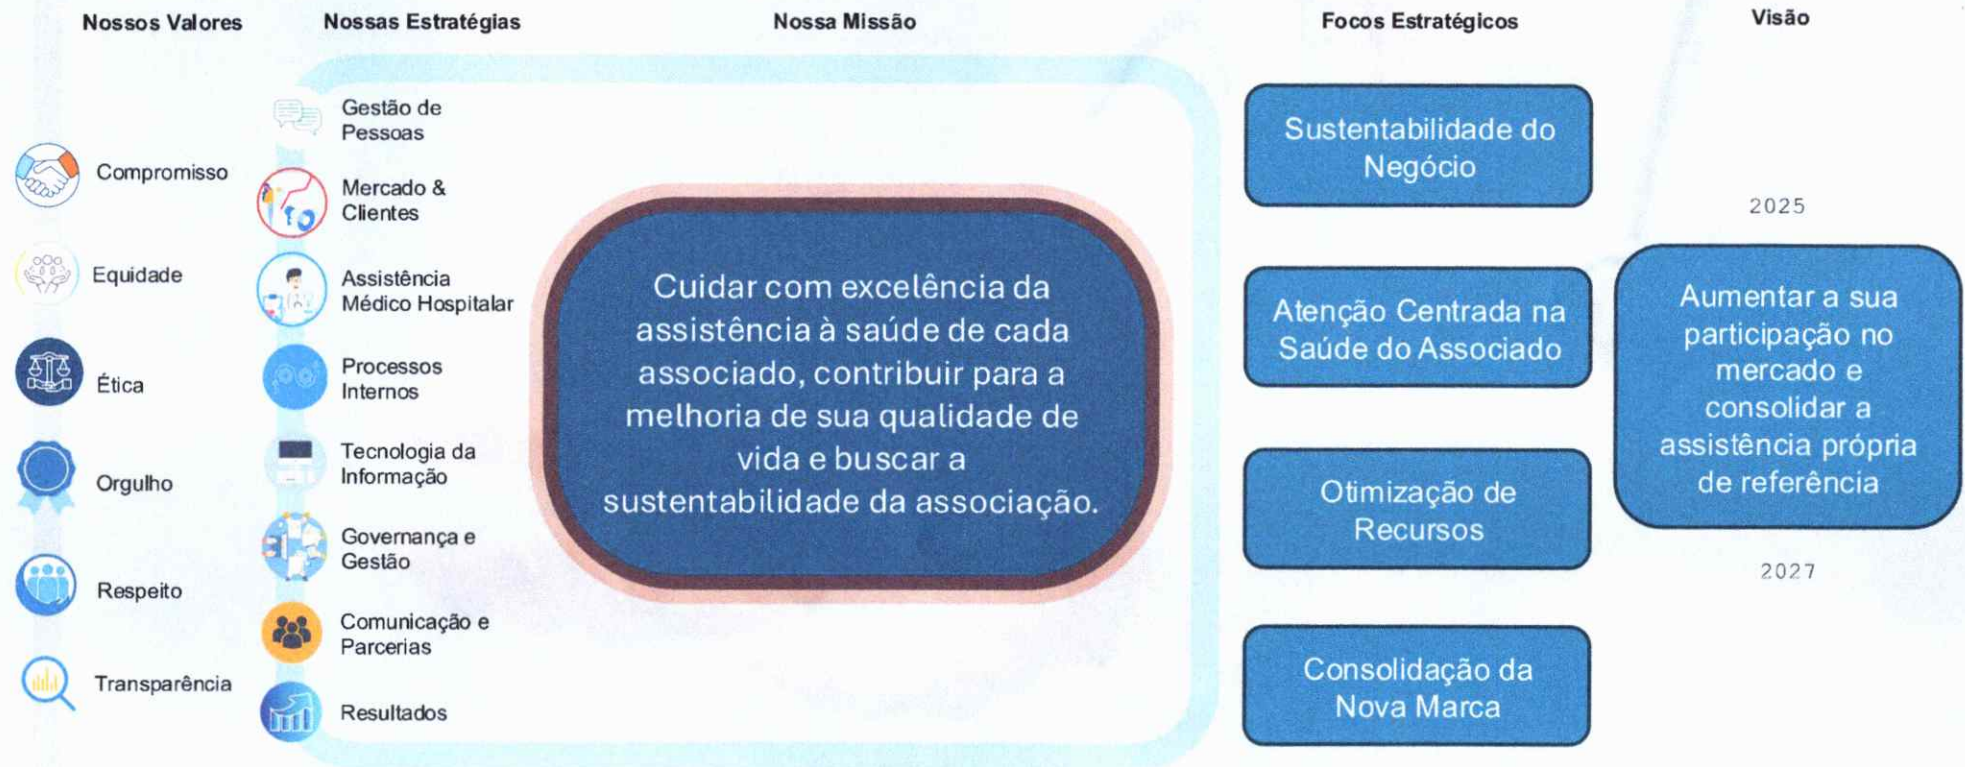 Nossos Valores
Compromisso
Equidade
Ética
Orgulho
Respeito
Transparência
Nossas Estratégias
Gestão de
Pessoas
Mercado &
Clientes
Assistência
Médico Hospitalar
Processos
Internos
Tecnologia da
Informação
Governança e
Gestão
Comunicação e
Parcerias
Resultados
Nossa Missão
Cuidar com excelência da
assistência à saúde de cada
associado, contribuir para a
melhoria de sua qualidade de
vida e buscar a
sustentabilidade da associação.
Focos Estratégicos
Sustentabilidade do
Negócio
Atenção Centrada na
Saúde do Associado
Otimização de
Recursos
Consolidação da
Nova Marca
Visão
2025
Aumentar a sua
participação no
mercado e
consolidar a
assistência própria
de referência
2027